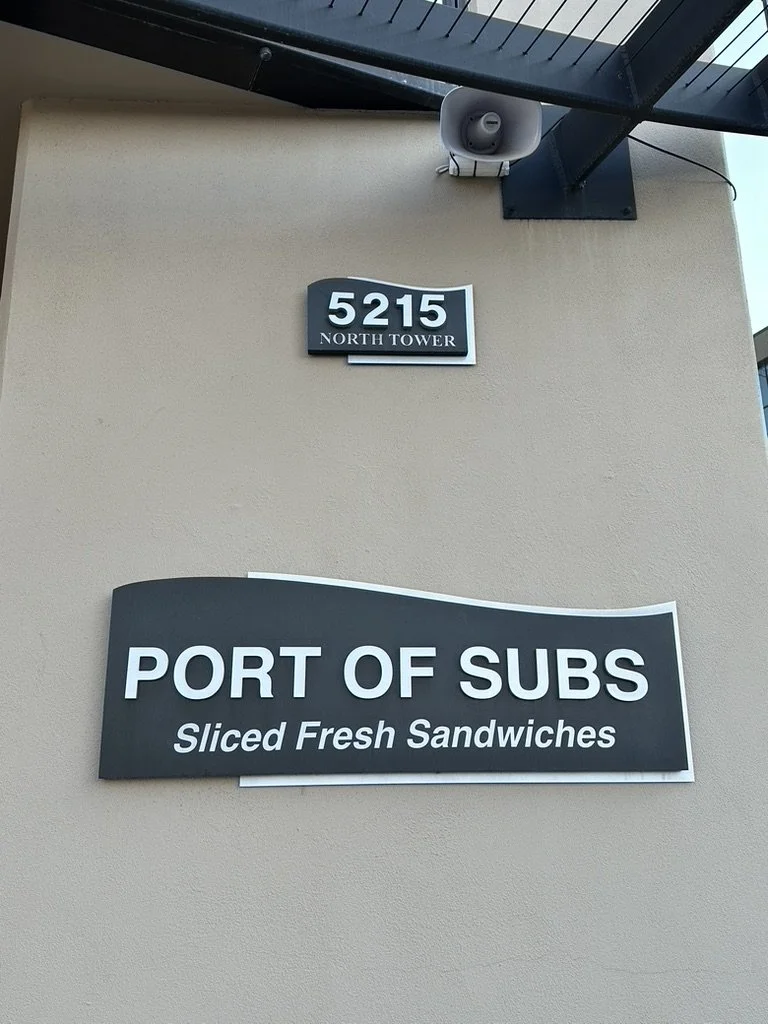 5215
NORTH TOWER
PORT OF SUBS
Sliced Fresh Sandwiches